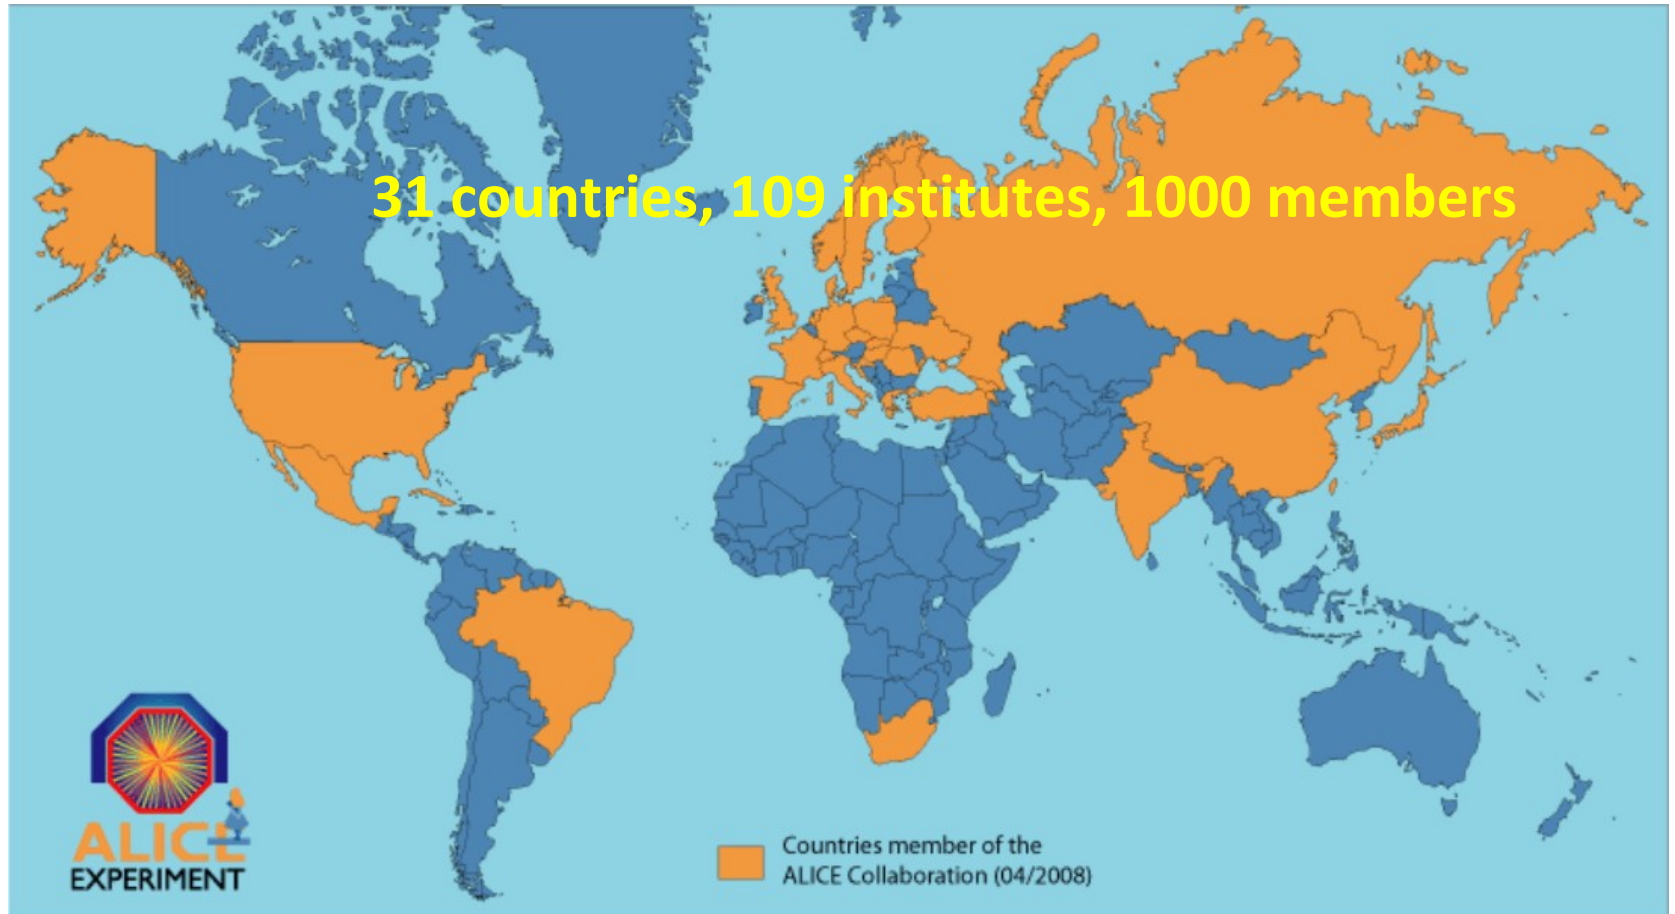 31 countries, 109 institutes, 1000 members
ALICE
EXPERIMENT
Countries member of the
ALICE Collaboration (04/2008)